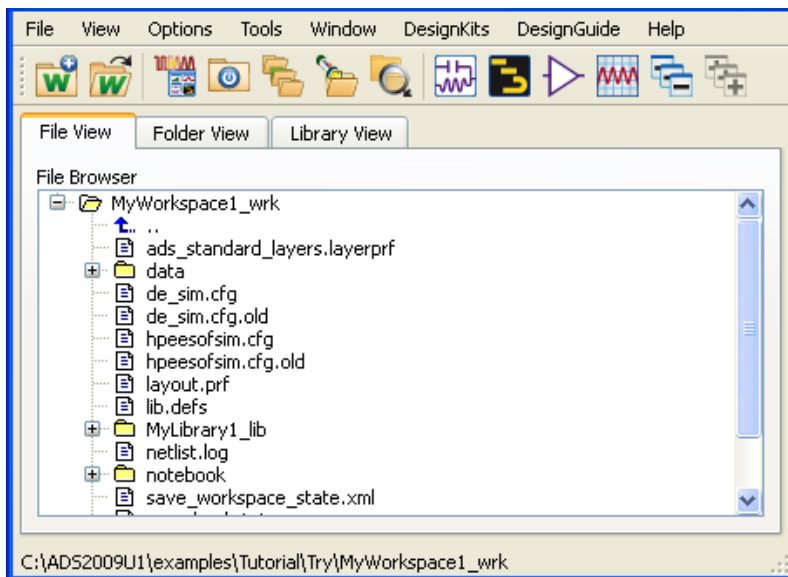 File View Options Tools Window DesignKits DesignGuide Help
File View Folder View Library View
File Browser
MyWorkspace1_wrk
..
ads_standard_layers.layerprf
data
de_sim.cfg
de_sim.cfg.old
hpeesofsim.cfg
hpeesofsim.cfg.old
layout.prf
lib.defs
MyLibrary1_lib
netlist.log
notebook
save_workspace_state.xml
C:\ADS2009U1\examples\Tutorial\Try\MyWorkspace1_wrk